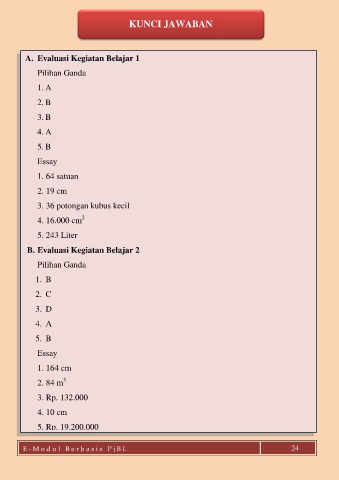 KUNCI JAWABAN
A. Evaluasi Kegiatan Belajar 1
Pilihan Ganda
1. A
2. B
3. B
4. A
5. B
Essay
1. 64 satuan
2. 19 cm
3. 36 potongan kubus kecil
4. 16.000 cm³
5. 243 Liter
B. Evaluasi Kegiatan Belajar 2
Pilihan Ganda
1. B
2. C
3. D
4. A
5. B
Essay
1. 164 cm
2. 84 m³
3. Rp. 132.000
4. 10 cm
5. Rp. 19.200.000
E-Modul Berbasis PjBL 24